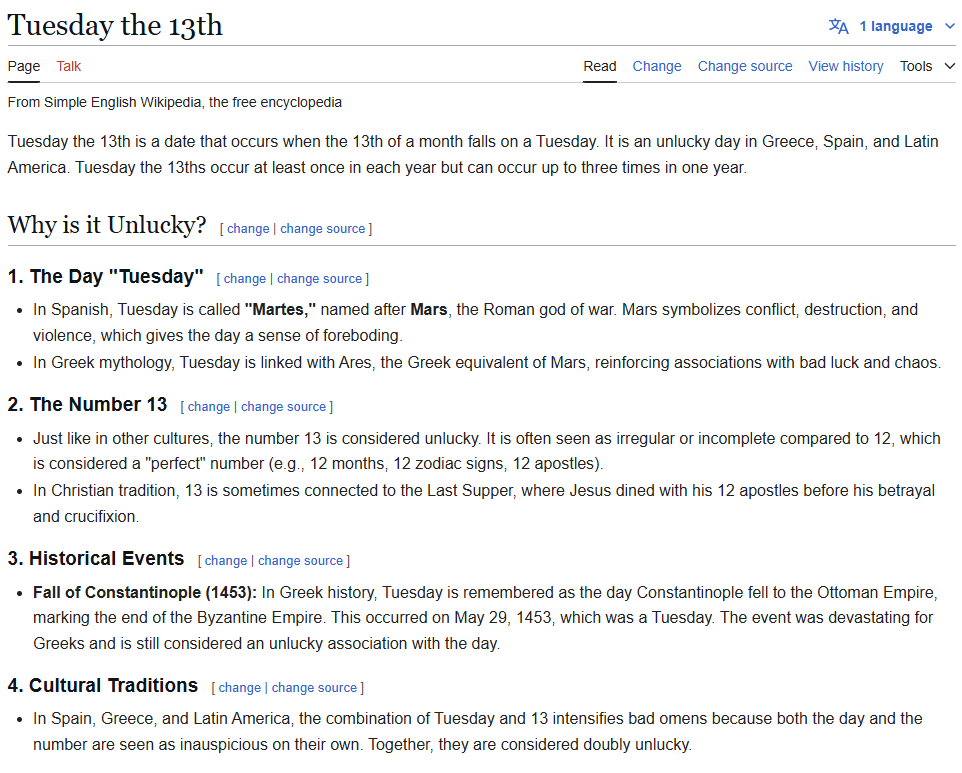 Tuesday the 13th
1 language
Page Talk Read Change Change source View history Tools
From Simple English Wikipedia, the free encyclopedia
Tuesday the 13th is a date that occurs when the 13th of a month falls on a Tuesday. It is an unlucky day in Greece, Spain, and Latin
America. Tuesday the 13ths occur at least once in each year but can occur up to three times in one year.
Why is it Unlucky? [ change | change source ]
1. The Day "Tuesday" [ change | change source ]
• In Spanish, Tuesday is called "Martes," named after Mars, the Roman god of war. Mars symbolizes conflict, destruction, and
violence, which gives the day a sense of foreboding.
• In Greek mythology, Tuesday is linked with Ares, the Greek equivalent of Mars, reinforcing associations with bad luck and chaos.
2. The Number 13 [ change | change source ]
• Just like in other cultures, the number 13 is considered unlucky. It is often seen as irregular or incomplete compared to 12, which
is considered a "perfect" number (e.g., 12 months, 12 zodiac signs, 12 apostles).
• In Christian tradition, 13 is sometimes connected to the Last Supper, where Jesus dined with his 12 apostles before his betrayal
and crucifixion.
3. Historical Events [ change | change source ]
• Fall of Constantinople (1453): In Greek history, Tuesday is remembered as the day Constantinople fell to the Ottoman Empire,
marking the end of the Byzantine Empire. This occurred on May 29, 1453, which was a Tuesday. The event was devastating for
Greeks and is still considered an unlucky association with the day.
4. Cultural Traditions [ change | change source ]
• In Spain, Greece, and Latin America, the combination of Tuesday and 13 intensifies bad omens because both the day and the
number are seen as inauspicious on their own. Together, they are considered doubly unlucky.